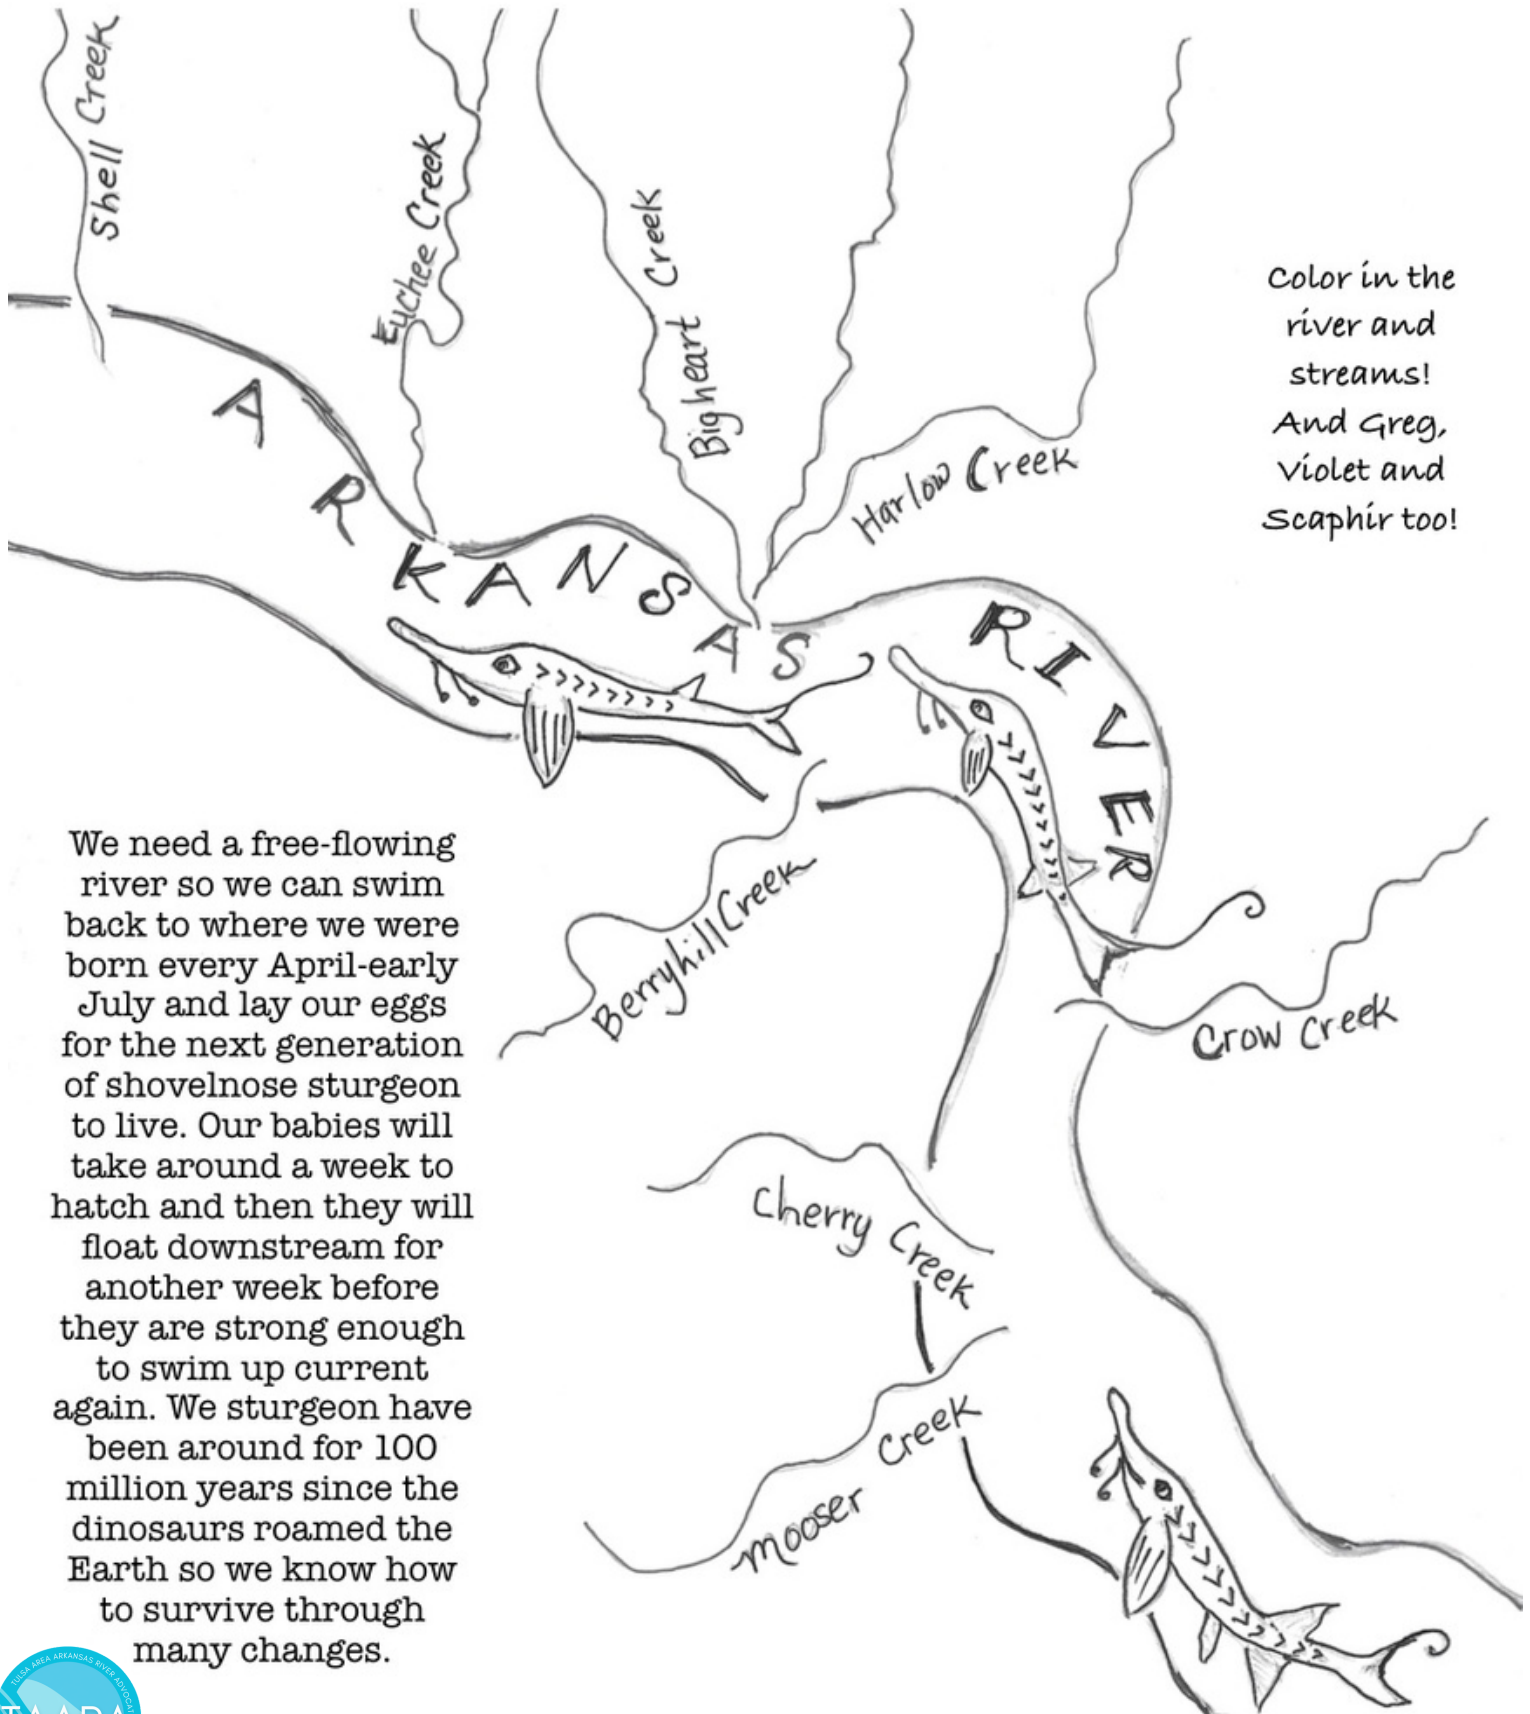 Shell Creek
Euchee Creek
Bigheart Creek
Harlow Creek
Color in the
river and
streams!
And Greg,
Violet and
Scaphir too!
ARKANSAS RIVER
We need a free-flowing
river so we can swim
back to where we were
born every April-early
July and lay our eggs
for the next generation
of shovelnose sturgeon
to live. Our babies will
take around a week to
hatch and then they will
float downstream for
another week before
they are strong enough
to swim up current
again. We sturgeon have
been around for 100
million years since the
dinosaurs roamed the
Earth so we know how
to survive through
many changes.
Berryhill Creek
Crow Creek
Cherry Creek
Mooser Creek
TULSA AREA ARKANSAS RIVER